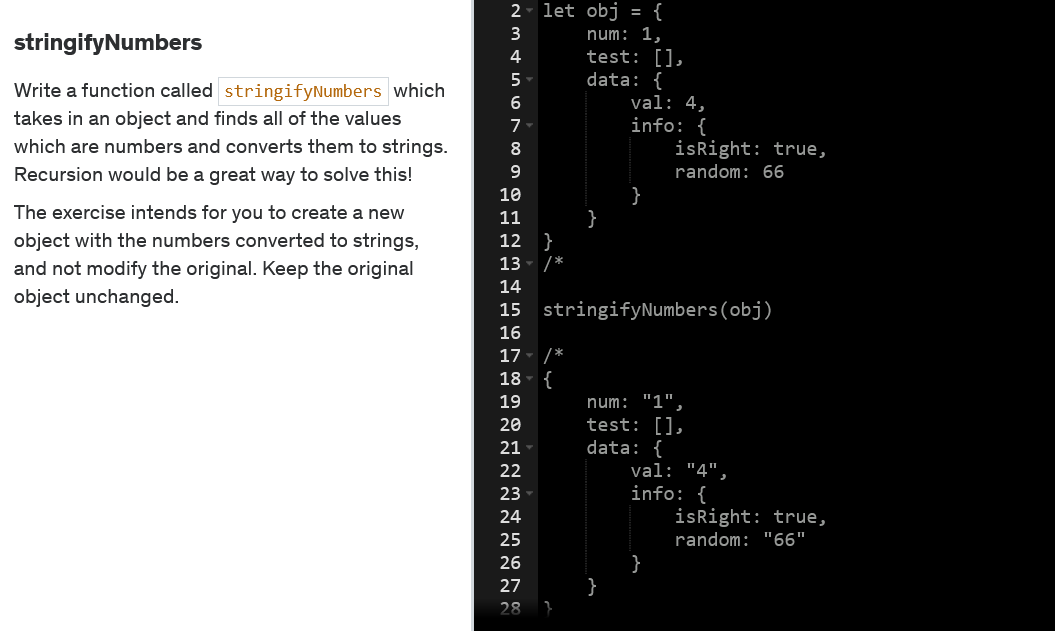 stringifyNumbers
Write a function called stringifyNumbers which
takes in an object and finds all of the values
which are numbers and converts them to strings.
Recursion would be a great way to solve this!
The exercise intends for you to create a new
object with the numbers converted to strings,
and not modify the original. Keep the original
object unchanged.
2 let obj = {
3     num: 1,
4     test: [],
5     data: {
6         val: 4,
7         info: {
8             isRight: true,
9             random: 66
10         }
11     }
12 }
13 /*
14
15 stringifyNumbers(obj)
16
17 /*
18 {
19     num: "1",
20     test: [],
21     data: {
22         val: "4",
23         info: {
24             isRight: true,
25             random: "66"
26         }
27     }
28 }